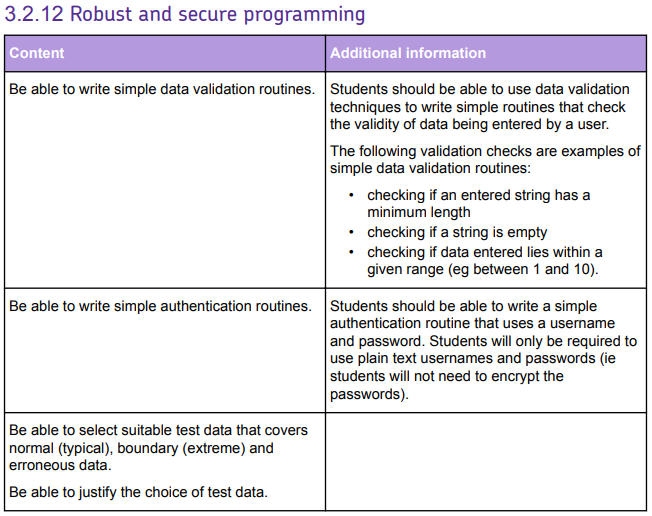 3.2.12 Robust and secure programming
Content
Additional information
Be able to write simple data validation routines.
Students should be able to use data validation
techniques to write simple routines that check
the validity of data being entered by a user.
The following validation checks are examples of
simple data validation routines:
• checking if an entered string has a
minimum length
• checking if a string is empty
• checking if data entered lies within a
given range (eg between 1 and 10).
Be able to write simple authentication routines.
Students should be able to write a simple
authentication routine that uses a username
and password. Students will only be required to
use plain text usernames and passwords (ie
students will not need to encrypt the
passwords).
Be able to select suitable test data that covers
normal (typical), boundary (extreme) and
erroneous data.
Be able to justify the choice of test data.